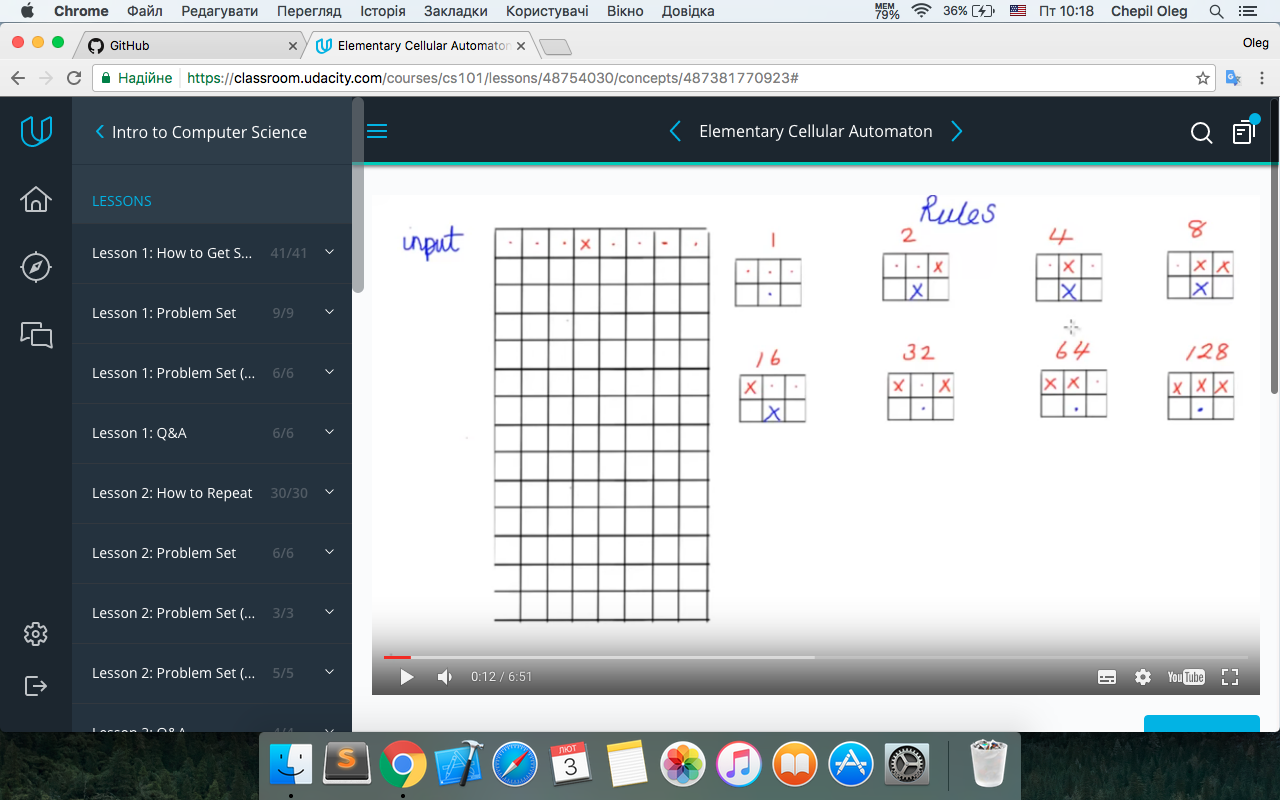 Chrome Файл Редагувати Перегляд Історія Закладки Користувачі Вікно Довідка MEM 79% 36% Пт 10:18 Chepil Oleg
GitHub Elementary Cellular Automaton Oleg
Надійне https://classroom.udacity.com/courses/cs101/lessons/48754030/concepts/487381770923#
Intro to Computer Science
Elementary Cellular Automaton
LESSONS
Lesson 1: How to Get S... 41/41
Lesson 1: Problem Set 9/9
Lesson 1: Problem Set (... 6/6
Lesson 1: Q&A 6/6
Lesson 2: How to Repeat 30/30
Lesson 2: Problem Set 6/6
Lesson 2: Problem Set (... 3/3
Lesson 2: Problem Set (... 5/5
Rules
input
. . . x . . . .
1 2 4 8
. . . . . x . x . . x x
. x x x
16 32 64 128
x . . x . x x x . x x x
x . . .
0:12 / 6:51
YouTube
ЛЮТ
3